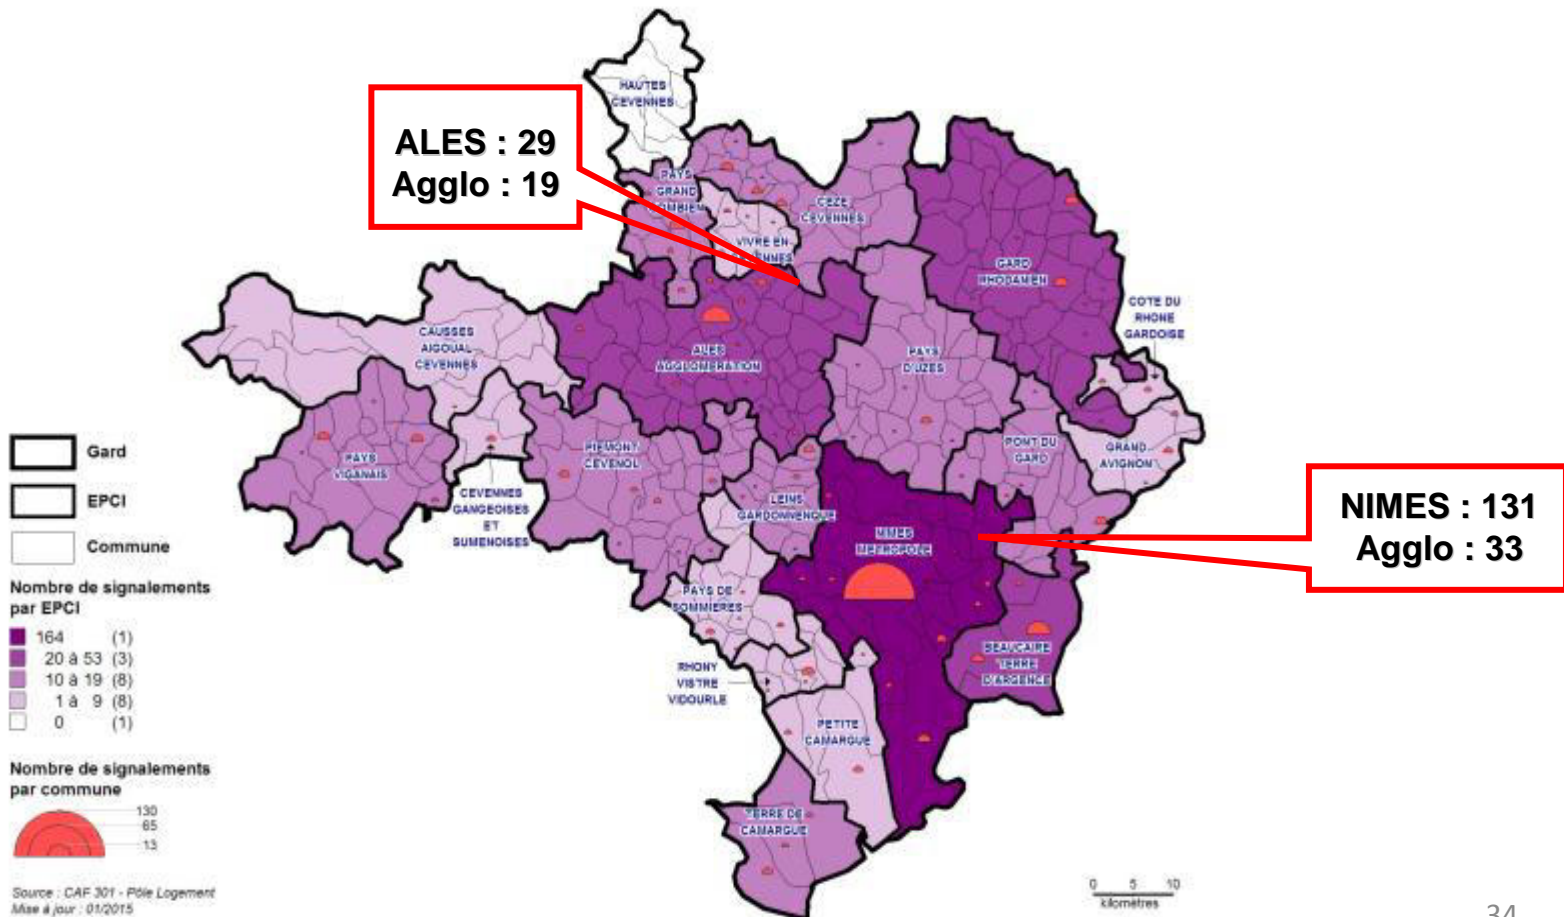 HAUTES
CEVENNES
ALES : 29
Agglo : 19
PAYS
GRAND
CEZE
CEVENNES
VIVRE EN
GARD
RHODANIEN
COTE DU
RHONE
GARDOISE
CAUSSES
AIGOUAL
CEVENNES
ALES
AGGLOMERATION
PAYS
D'UZES
PIEMONT
CEVENOL
PONT DU
GARD
GRAND
AVIGNON
PAYS
VIGANAIS
CEVENNES
GANGEOISES
ET
SUMENOISES
LEINS
GARDONNENQUE
NIMES
METROPOLE
NIMES : 131
Agglo : 33
PAYS DE
SOMMIERES
RHONY
VISTRE
VIDOURLE
BEAUCAIRE
TERRE
D'ARGENCE
PETITE
CAMARGUE
TERRE DE
CAMARGUE
Gard
EPCI
Commune
Nombre de signalements
par EPCI
164 (1)
20 à 53 (3)
10 à 19 (8)
1 à 9 (8)
0 (1)
Nombre de signalements
par commune
130
65
13
Source : CAF 301 - Pôle Logement
Mise à jour : 01/2015
0 5 10
kilomètres
34